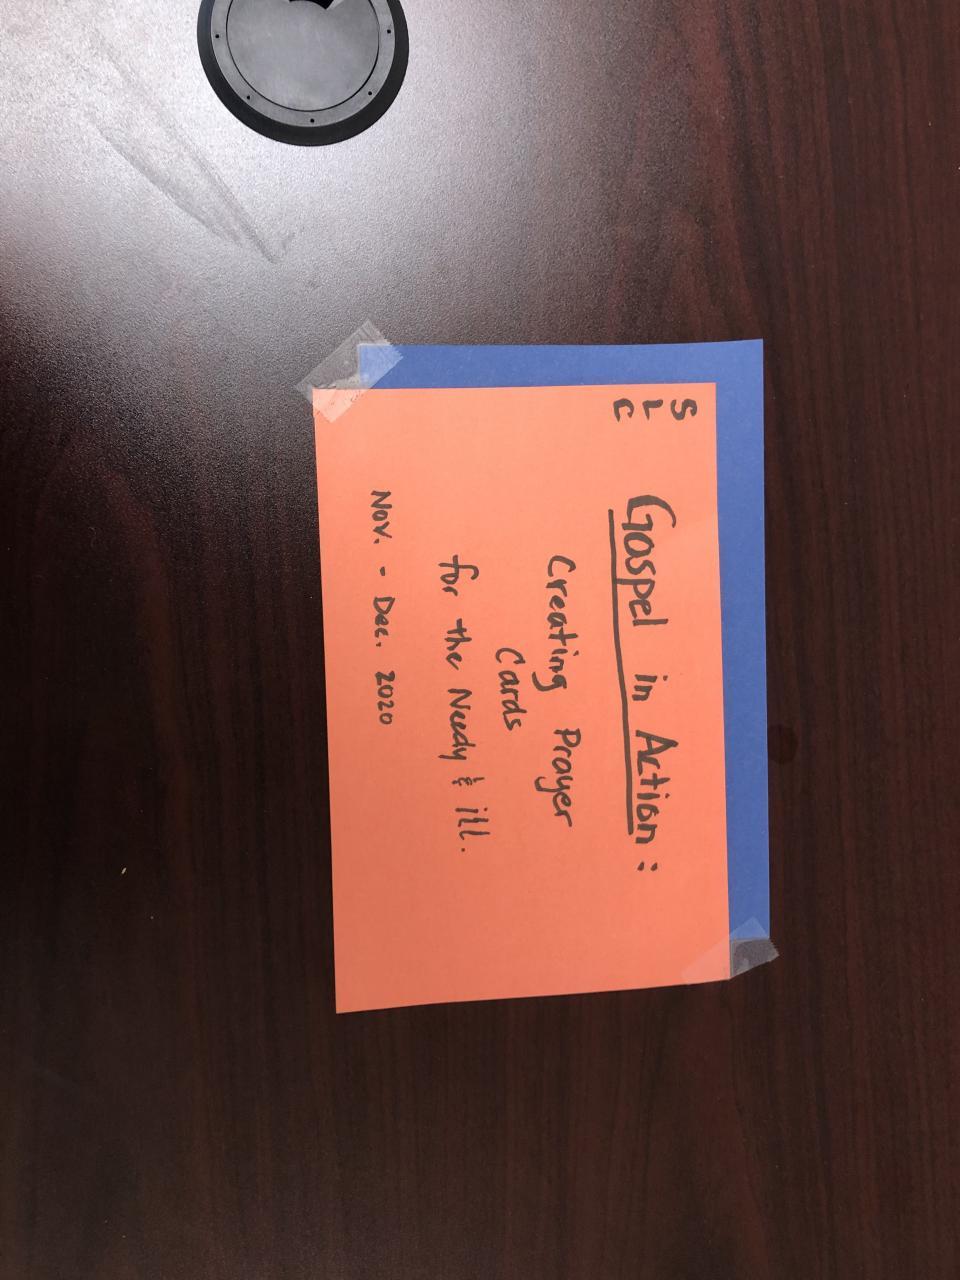 S
L
C
Gospel in Action:
Creating Prayer
Cards
for the Needy & ill.
Nov. - Dec. 2020